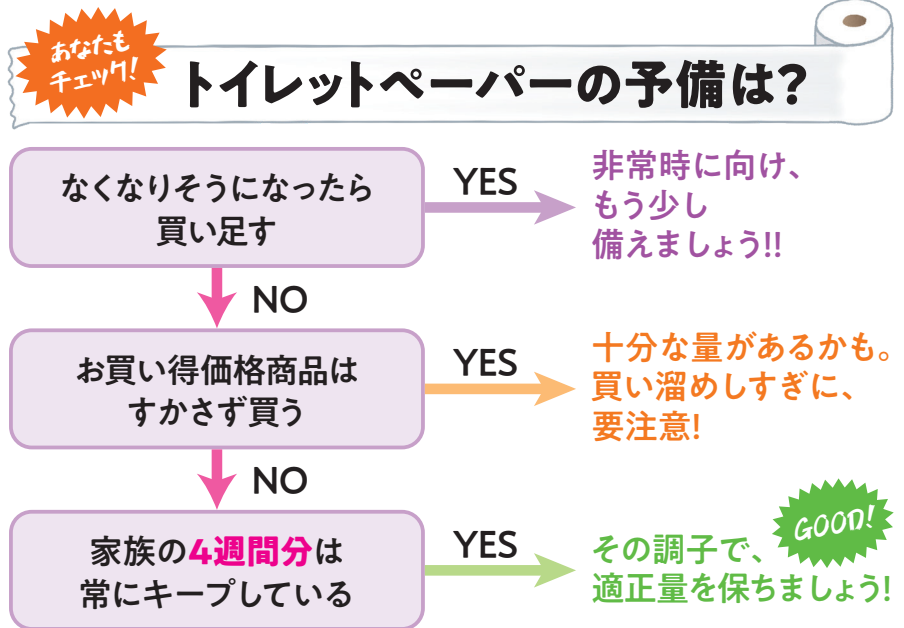 あなたも
チェック!
トイレットペーパーの予備は?
なくなりそうになったら
買い足す
YES
非常時に向け、
もう少し
備えましょう!!
NO
お買い得価格商品は
すかさず買う
YES
十分な量があるかも。
買い溜めしすぎに、
要注意!
NO
家族の4週間分は
常にキープしている
YES
GOOD!
その調子で、
適正量を保ちましょう!